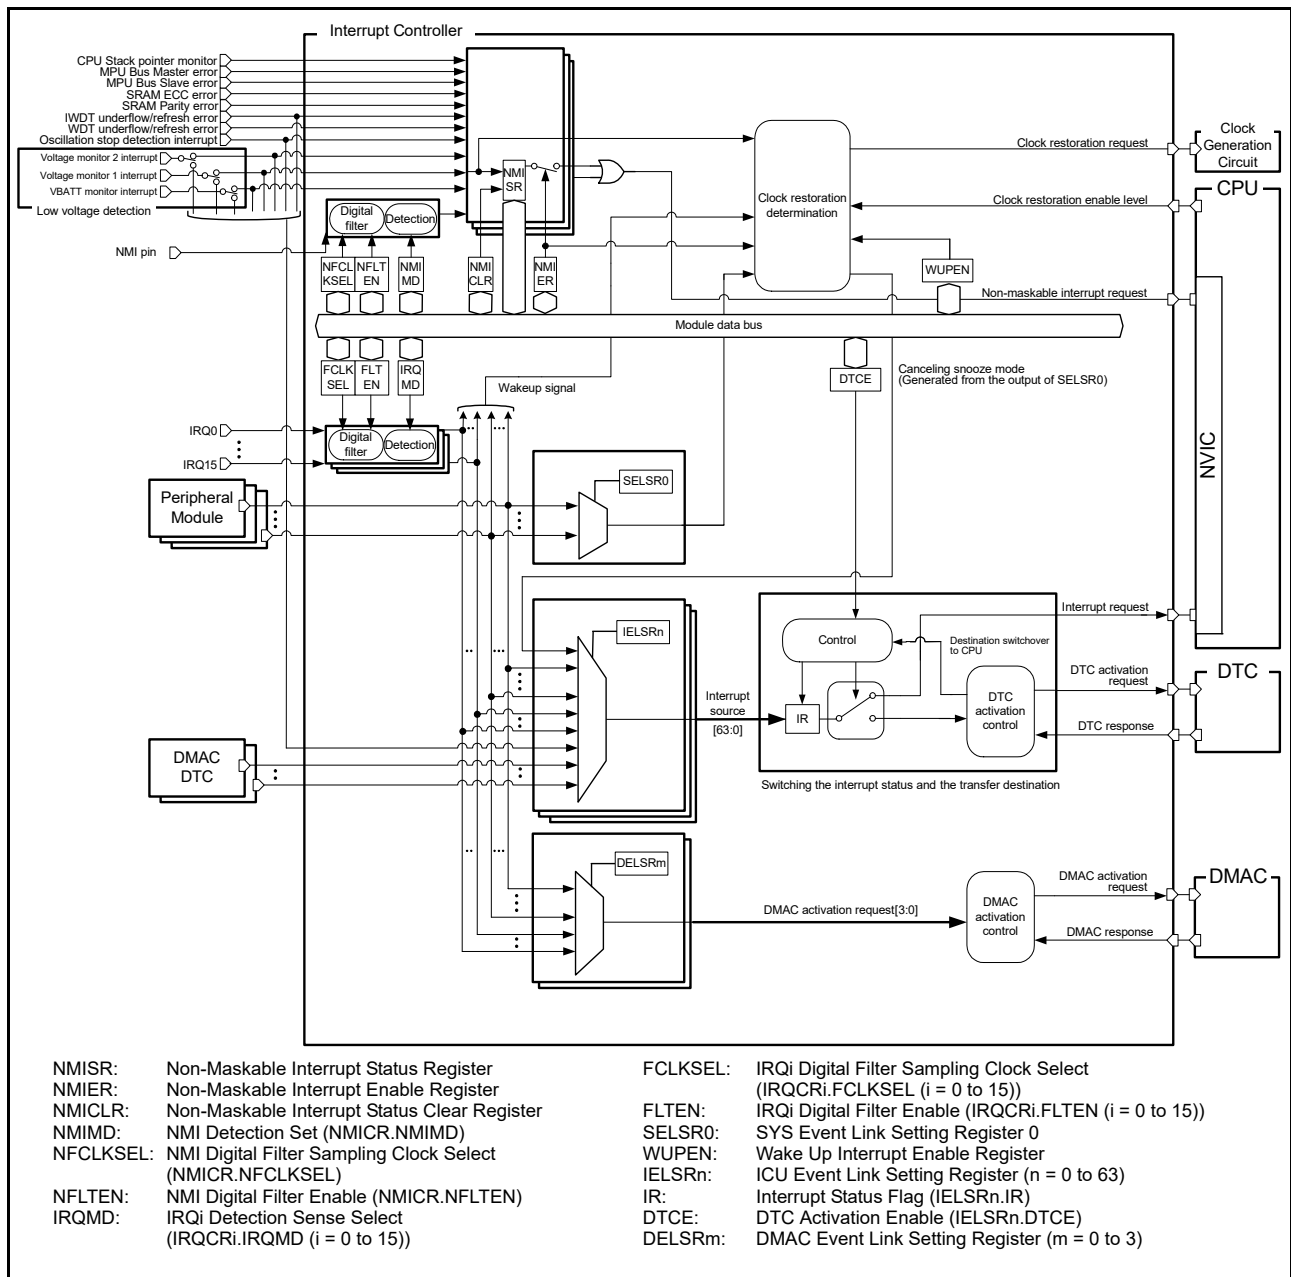 Interrupt Controller
CPU Stack pointer monitor
MPU Bus Master error
MPU Bus Slave error
SRAM ECC error
SRAM Parity error
IWDT underflow/refresh error
WDT underflow/refresh error
Oscillation stop detection interrupt
Voltage monitor 2 interrupt
Voltage monitor 1 interrupt
VBATT monitor interrupt
Low voltage detection
NMI pin
Digital
filter
Detection
NMI
SR
NFCL
KSEL
NFLT
EN
NMI
MD
NMI
CLR
NMI
ER
Clock restoration
determination
Clock restoration request
Clock
Generation
Circuit
Clock restoration enable level
CPU
WUPEN
Non-maskable interrupt request
Module data bus
FCLK
SEL
FLT
EN
IRQ
MD
Wakeup signal
DTCE
Canceling snooze mode
(Generated from the output of SELSR0)
IRQ0
IRQ15
Digital
filter
Detection
NVIC
Peripheral
Module
SELSR0
IELSRn
Interrupt
source
[63:0]
Control
IR
Destination switchover
to CPU
DTC
activation
control
Interrupt request
DTC activation
request
DTC response
DTC
Switching the interrupt status and the transfer destination
DMAC
DTC
DELSRm
DMAC activation request[3:0]
DMAC
activation
control
DMAC activation
request
DMAC response
DMAC
NMISR: Non-Maskable Interrupt Status Register
NMIER: Non-Maskable Interrupt Enable Register
NMICLR: Non-Maskable Interrupt Status Clear Register
NMIMD: NMI Detection Set (NMICR.NMIMD)
NFCLKSEL: NMI Digital Filter Sampling Clock Select
(NMICR.NFCLKSEL)
NFLTEN: NMI Digital Filter Enable (NMICR.NFLTEN)
IRQMD: IRQi Detection Sense Select
(IRQCRi.IRQMD (i = 0 to 15))
FCLKSEL: IRQi Digital Filter Sampling Clock Select
(IRQCRi.FCLKSEL (i = 0 to 15))
FLTEN: IRQi Digital Filter Enable (IRQCRi.FLTEN (i = 0 to 15))
SELSR0: SYS Event Link Setting Register 0
WUPEN: Wake Up Interrupt Enable Register
IELSRn: ICU Event Link Setting Register (n = 0 to 63)
IR: Interrupt Status Flag (IELSRn.IR)
DTCE: DTC Activation Enable (IELSRn.DTCE)
DELSRm: DMAC Event Link Setting Register (m = 0 to 3)